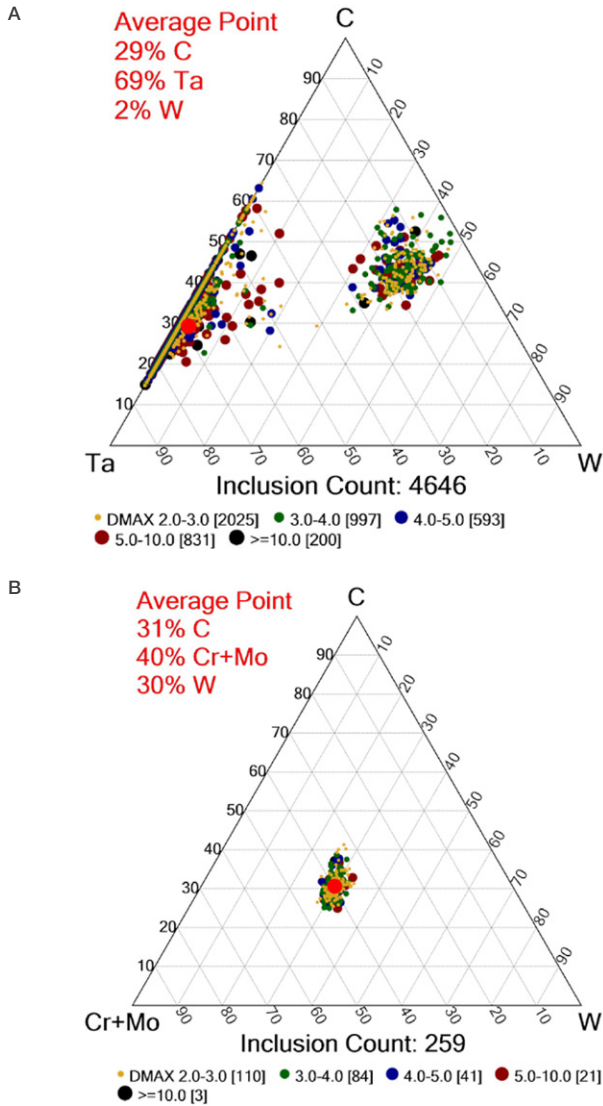 A
Average Point
29% C
69% Ta
2% W
C
90
80
70
60
50
40
30
20
10
10
20
30
40
50
60
70
80
90
Ta
90
80
70
60
50
40
30
20
10
W
Inclusion Count: 4646
DMAX 2.0-3.0 [2025] 3.0-4.0 [997] 4.0-5.0 [593]
5.0-10.0 [831] >=10.0 [200]
B
Average Point
31% C
40% Cr+Mo
30% W
C
90
80
70
60
50
40
30
20
10
10
20
30
40
50
60
70
80
90
Cr+Mo
90
80
70
60
50
40
30
20
10
W
Inclusion Count: 259
DMAX 2.0-3.0 [110] 3.0-4.0 [84] 4.0-5.0 [41] 5.0-10.0 [21]
>=10.0 [3]